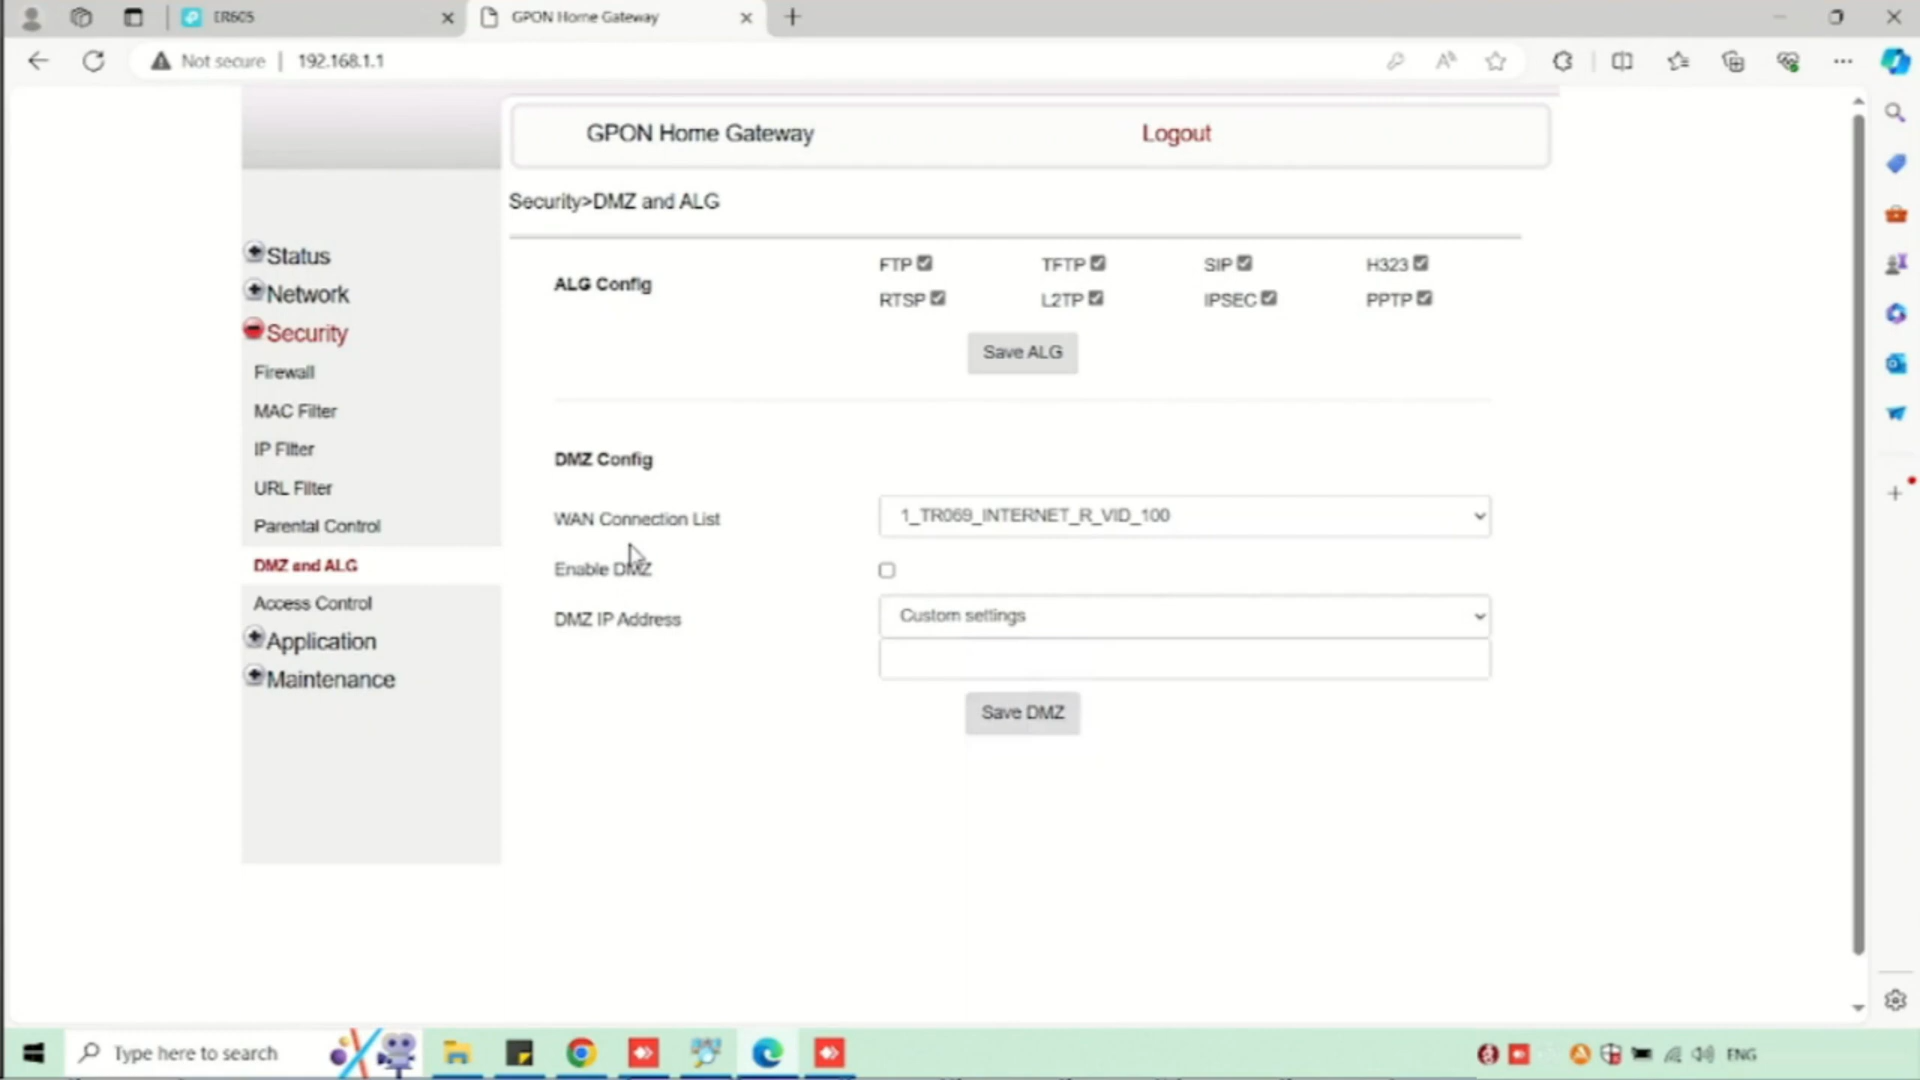 ER605
GPON Home Gateway
Not secure
192.168.1.1
GPON Home Gateway
Logout
Security>DMZ and ALG
Status
Network
Security
Firewall
MAC Filter
IP Filter
URL Filter
Parental Control
DMZ and ALG
Access Control
Application
Maintenance
ALG Config
FTP
TFTP
SIP
H323
RTSP
L2TP
IPSEC
PPTP
Save ALG
DMZ Config
WAN Connection List
1_TR069_INTERNET_R_VID_100
Enable DMZ
DMZ IP Address
Custom settings
Save DMZ
Type here to search
ENG